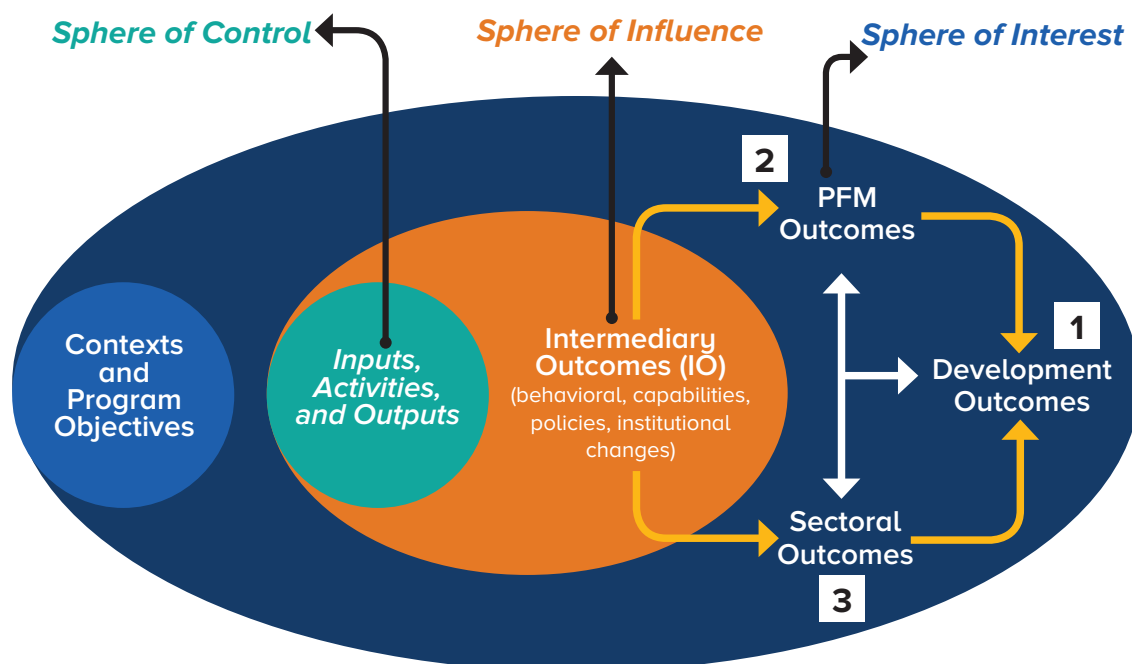 Sphere of Control
Sphere of Influence
Sphere of Interest
Contexts
and
Program
Objectives
Inputs,
Activities,
and Outputs
Intermediary
Outcomes (IO)
(behavioral, capabilities,
policies, institutional
changes)
2
PFM
Outcomes
1
Development
Outcomes
Sectoral
Outcomes
3